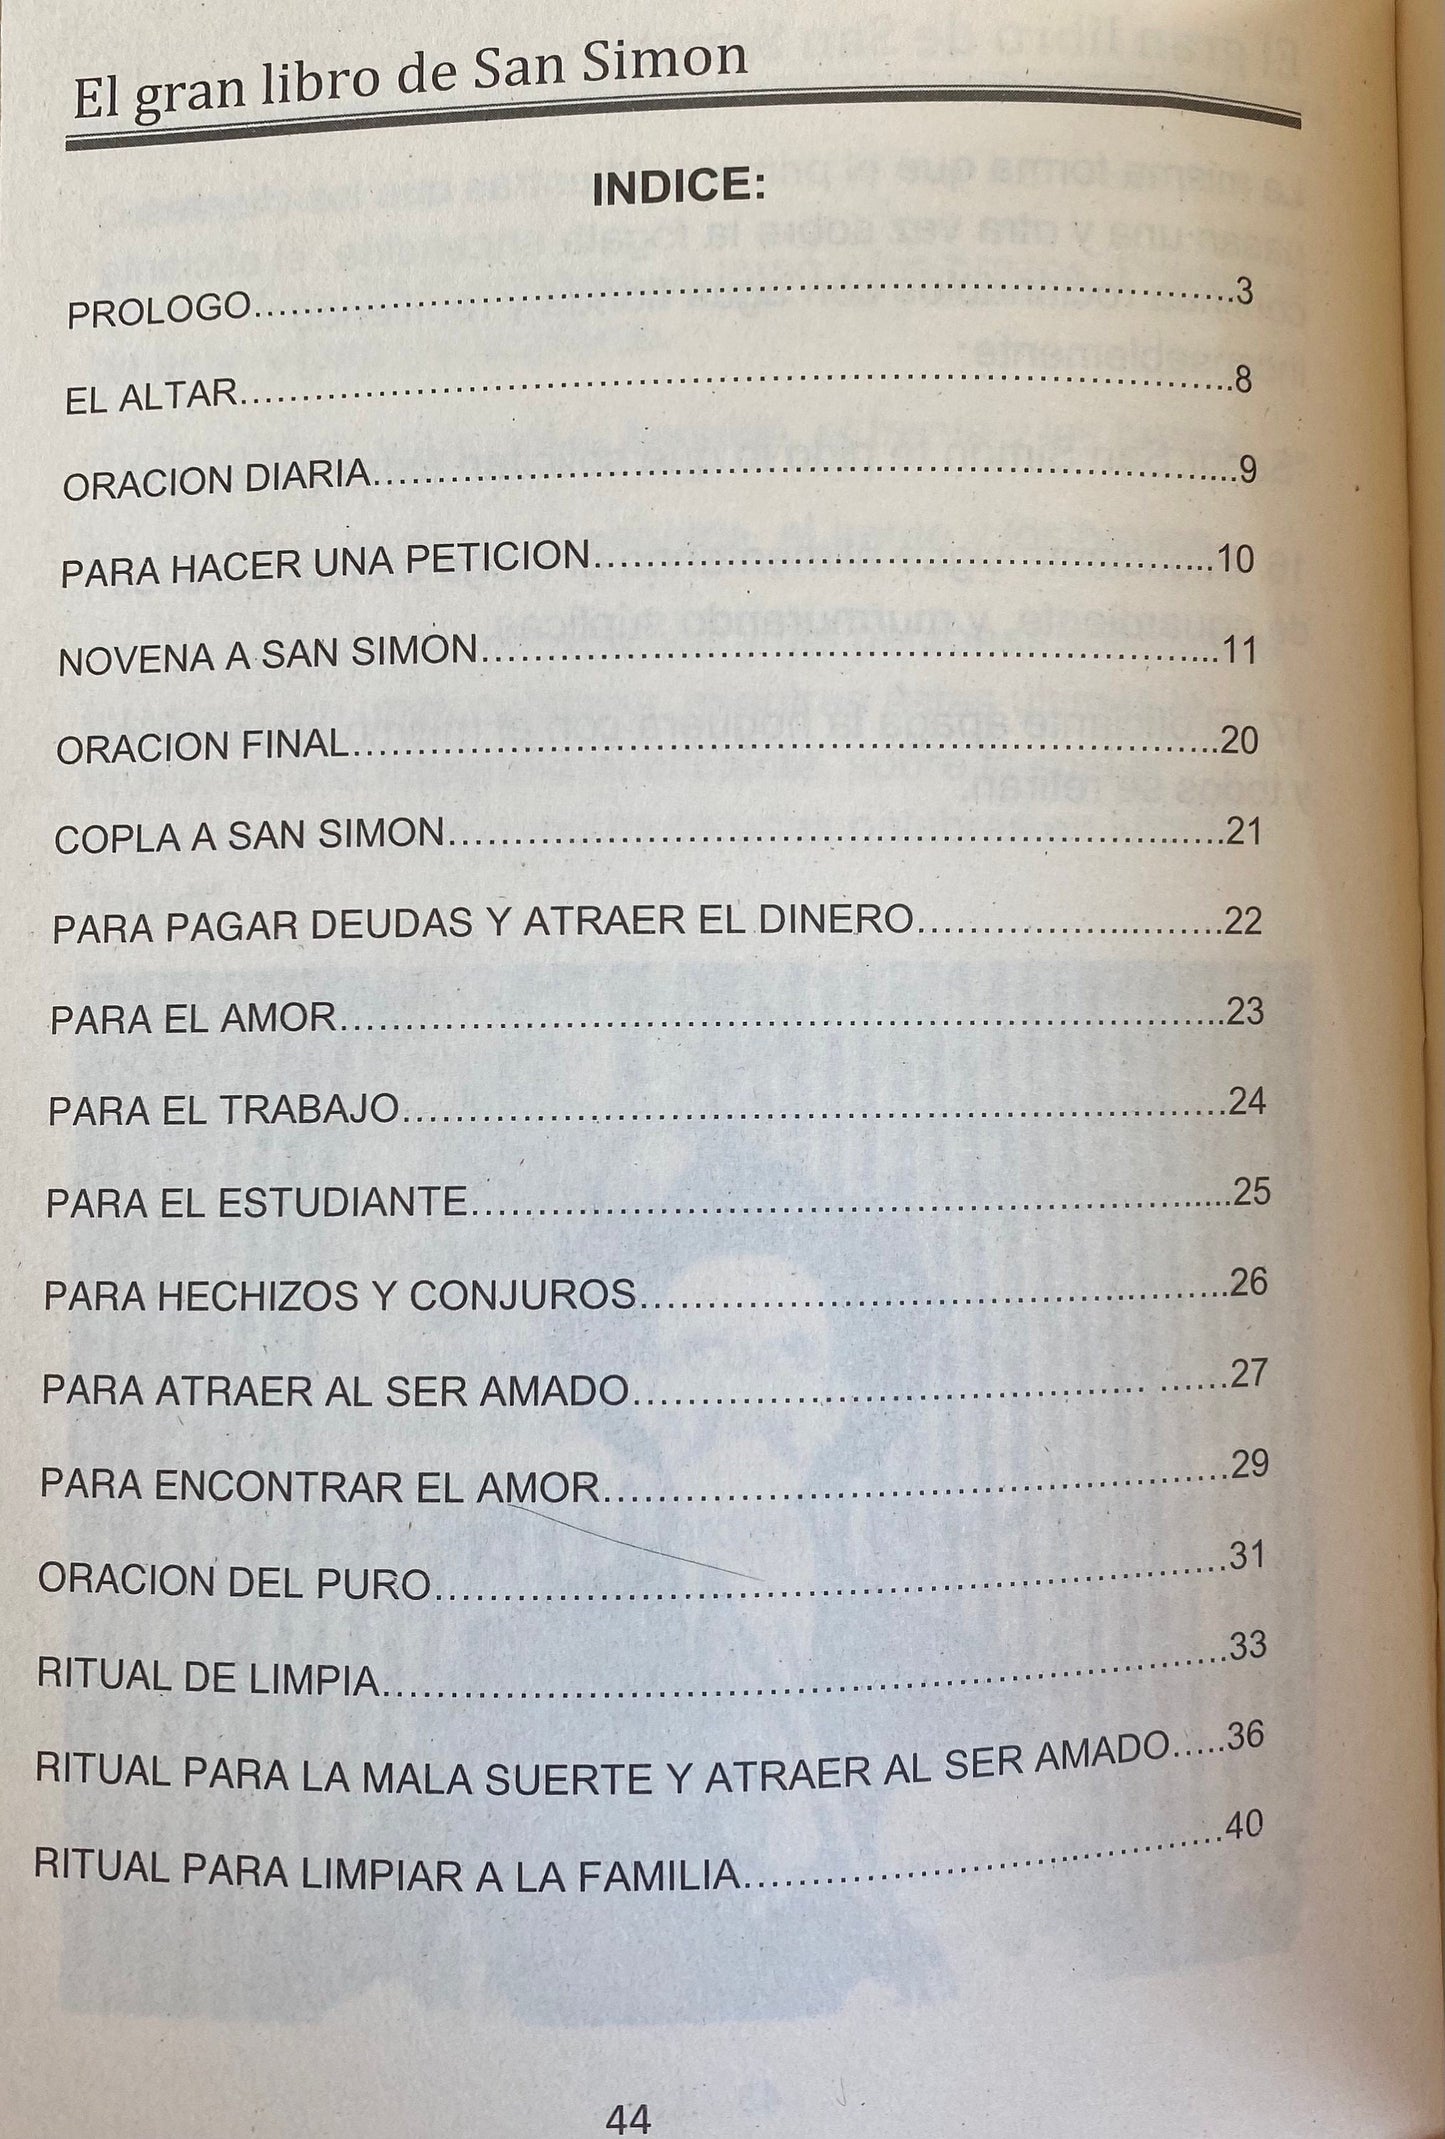 El gran libro de San Simon
INDICE:
PROLOGO..........3
EL ALTAR..........8
ORACION DIARIA..........9
PARA HACER UNA PETICION..........10
NOVENA A SAN SIMON..........11
ORACION FINAL..........20
COPLA A SAN SIMON..........21
PARA PAGAR DEUDAS Y ATRAER EL DINERO..........22
PARA EL AMOR..........23
PARA EL TRABAJO..........24
PARA EL ESTUDIANTE..........25
PARA HECHIZOS Y CONJUROS..........26
PARA ATRAER AL SER AMADO..........27
PARA ENCONTRAR EL AMOR..........29
ORACION DEL PURO..........31
RITUAL DE LIMPIA..........33
RITUAL PARA LA MALA SUERTE Y ATRAER AL SER AMADO.....36
RITUAL PARA LIMPIAR A LA FAMILIA..........40
44